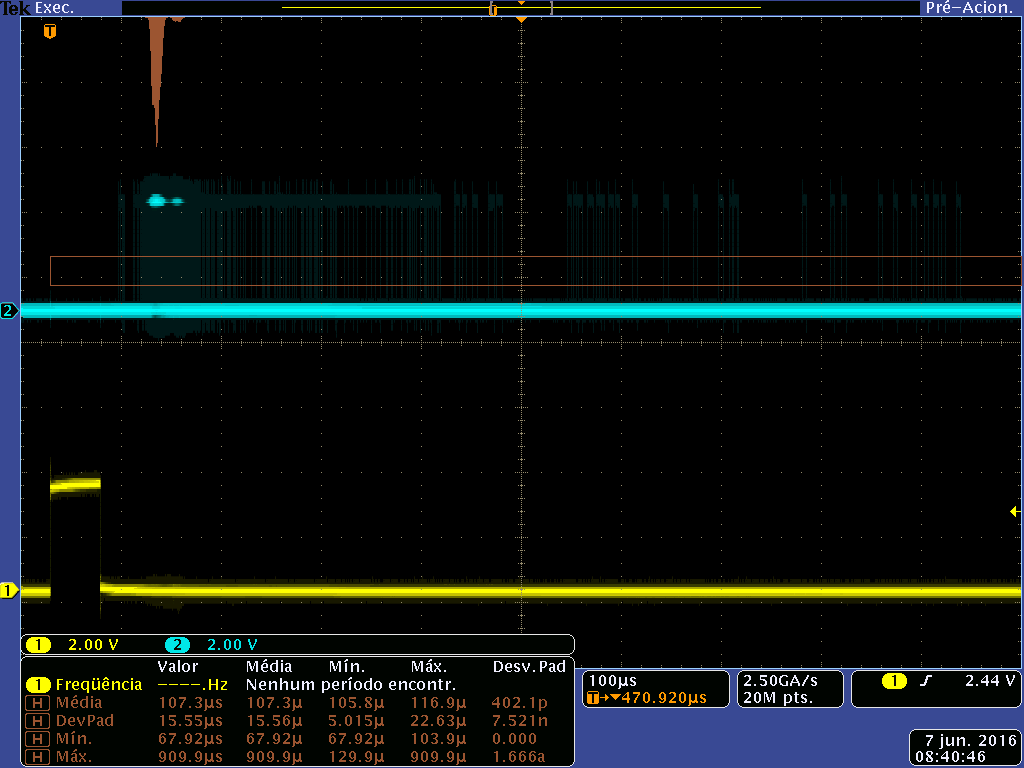 Tek Exec. Pré-Acion.
T
T
2
1
1 2.00 V 2 2.00 V
Valor Média Mín. Máx. Desv.Pad
1 Freqüência ----.Hz Nenhum período encontr.
H Média 107.3µs 107.3µ 105.8µ 116.9µ 402.1p
H DevPad 15.55µs 15.56µ 5.015µ 22.63µ 7.521n
H Mín. 67.92µs 67.92µ 67.92µ 103.9µ 0.000
H Máx. 909.9µs 909.9µ 129.9µ 909.9µ 1.666a
100µs
T→▼470.920µs
2.50GA/s
20M pts.
1 2.44 V
7 jun. 2016
08:40:46